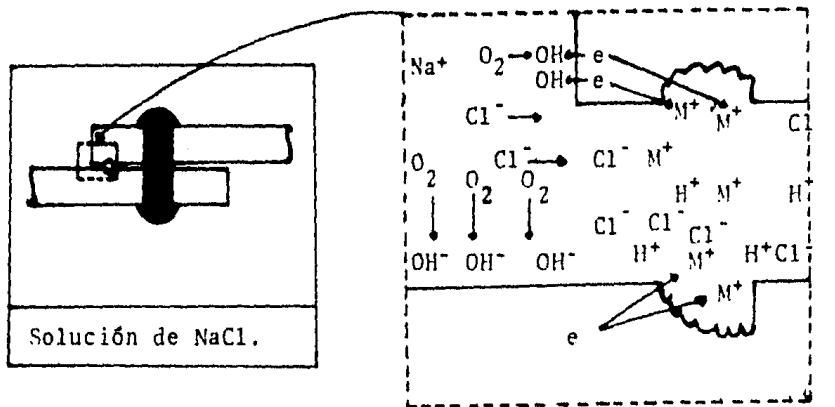 Na⁺ O₂ OH⁻ e
OH⁻ e
Cl⁻ M⁺ M⁺ Cl
O₂ Cl⁻ Cl⁻ M⁺
O₂ O₂ H⁺ M⁺ H⁺
Cl⁻ Cl⁻ Cl⁻
OH⁻ OH⁻ OH⁻ H⁺ M⁺ H⁺Cl⁻
M⁺
e
Solución de NaCl.